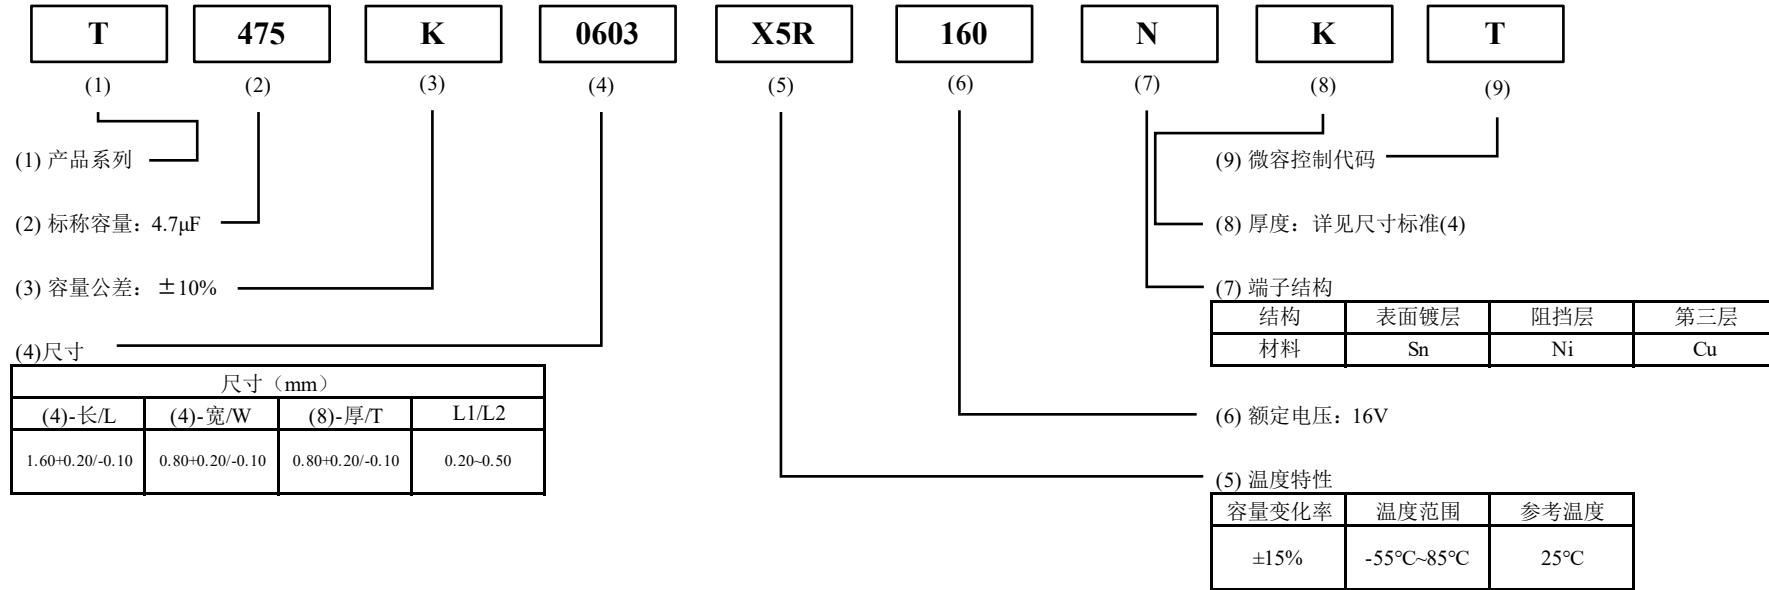 T 475 K 0603 X5R 160 N K T
(1) (2) (3) (4) (5) (6) (7) (8) (9)
(1) 产品系列
(2) 标称容量：4.7μF
(3) 容量公差：±10%
(4)尺寸
尺寸（mm）
(4)-长/L (4)-宽/W (8)-厚/T L1/L2
1.60+0.20/-0.10 0.80+0.20/-0.10 0.80+0.20/-0.10 0.20~0.50
(9) 微容控制代码
(8) 厚度：详见尺寸标准(4)
(7) 端子结构
结构 表面镀层 阻挡层 第三层
材料 Sn Ni Cu
(6) 额定电压：16V
(5) 温度特性
容量变化率 温度范围 参考温度
±15% -55℃~85℃ 25℃